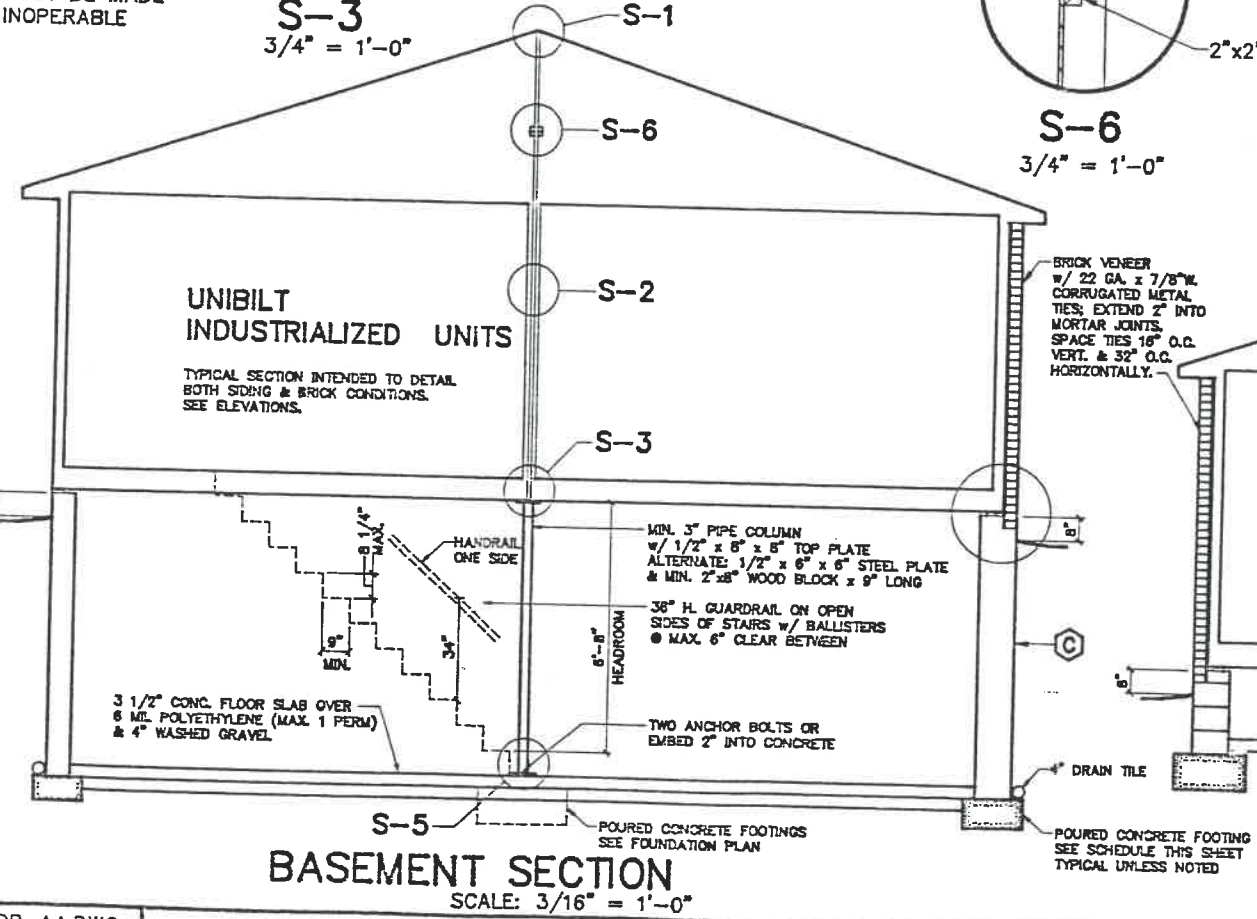 INOPERABLE
S-3
3/4" = 1'-0"
S-1
S-6
2"x2"
S-6
3/4" = 1'-0"
BRICK VENEER
w/ 22 GA. x 7/8"W.
CORRUGATED METAL
TIES; EXTEND 2" INTO
MORTAR JOINTS.
SPACE TIES 16" O.C.
VERT. & 32" O.C.
HORIZONTALLY.
S-2
UNIBILT
INDUSTRIALIZED UNITS
TYPICAL SECTION INTENDED TO DETAIL
BOTH SIDING & BRICK CONDITIONS.
SEE ELEVATIONS.
S-3
8 1/4"
MAX.
HANDRAIL
ONE SIDE
MIN. 3" PIPE COLUMN
w/ 1/2" x 8" x 8" TOP PLATE
ALTERNATE: 1/2" x 6" x 6" STEEL PLATE
& MIN. 2"x8" WOOD BLOCK x 9" LONG
8"
36" H. GUARDRAIL ON OPEN
SIDES OF STAIRS w/ BALLISTERS
@ MAX. 6" CLEAR BETWEEN
9"
MIN.
34"
6'-8"
HEADROOM
C
8"
3 1/2" CONC. FLOOR SLAB OVER
6 MIL POLYETHYLENE (MAX. 1 PERM)
& 4" WASHED GRAVEL
TWO ANCHOR BOLTS OR
EMBED 2" INTO CONCRETE
4" DRAIN TILE
S-5
POURED CONCRETE FOOTINGS
SEE FOUNDATION PLAN
POURED CONCRETE FOOTING
SEE SCHEDULE THIS SHEET
TYPICAL UNLESS NOTED
BASEMENT SECTION
SCALE: 3/16" = 1'-0"